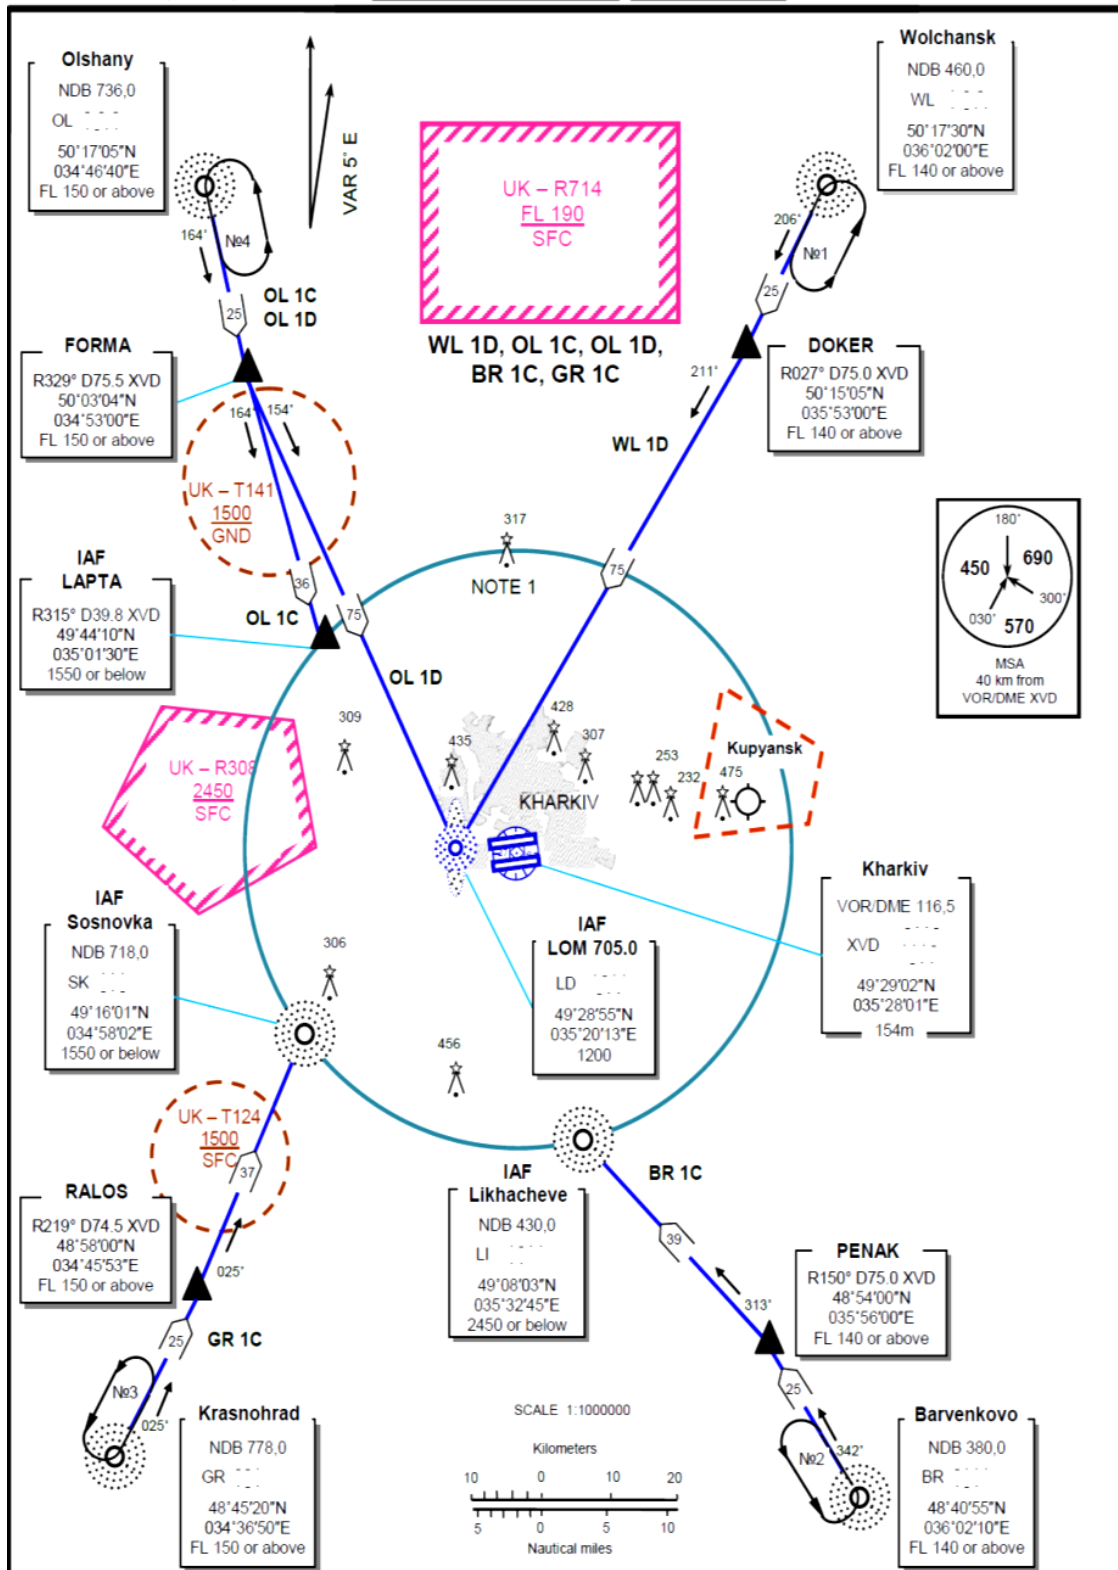 Olshany
NDB 736,0
OL
50°17'05"N
034°46'40"E
FL 150 or above
VAR 5° E
UK – R714
FL 190
SFC
Wolchansk
NDB 460,0
WL
50°17'30"N
036°02'00"E
FL 140 or above
164°
№4
206°
№1
25
OL 1C
OL 1D
25
WL 1D, OL 1C, OL 1D,
BR 1C, GR 1C
FORMA
R329° D75.5 XVD
50°03'04"N
034°53'00"E
FL 150 or above
DOKER
R027° D75.0 XVD
50°15'05"N
035°53'00"E
FL 140 or above
211°
164°
154°
WL 1D
UK – T141
1500
GND
317
NOTE 1
75
IAF
LAPTA
R315° D39.8 XVD
49°44'10"N
035°01'30"E
1550 or below
36
75
OL 1C
OL 1D
180°
450
690
030°
300°
570
MSA
40 km from
VOR/DME XVD
309
428
435
307
253
232
475
Kupyansk
KHARKIV
UK – R308
2450
SFC
Kharkiv
VOR/DME 116,5
XVD
49°29'02"N
035°28'01"E
154m
IAF
Sosnovka
NDB 718,0
SK
49°16'01"N
034°58'02"E
1550 or below
306
IAF
LOM 705.0
LD
49°28'55"N
035°20'13"E
1200
456
UK – T124
1500
SFC
37
RALOS
R219° D74.5 XVD
48°58'00"N
034°45'53"E
FL 150 or above
025°
IAF
Likhacheve
NDB 430,0
LI
49°08'03"N
035°32'45"E
2450 or below
BR 1C
39
PENAK
R150° D75.0 XVD
48°54'00"N
035°56'00"E
FL 140 or above
313°
25
GR 1C
25
№3
025°
№2
342°
Krasnohrad
NDB 778,0
GR
48°45'20"N
034°36'50"E
FL 150 or above
SCALE 1:1000000
Kilometers
10 0 10 20
5 0 5 10
Nautical miles
Barvenkovo
NDB 380,0
BR
48°40'55"N
036°02'10"E
FL 140 or above